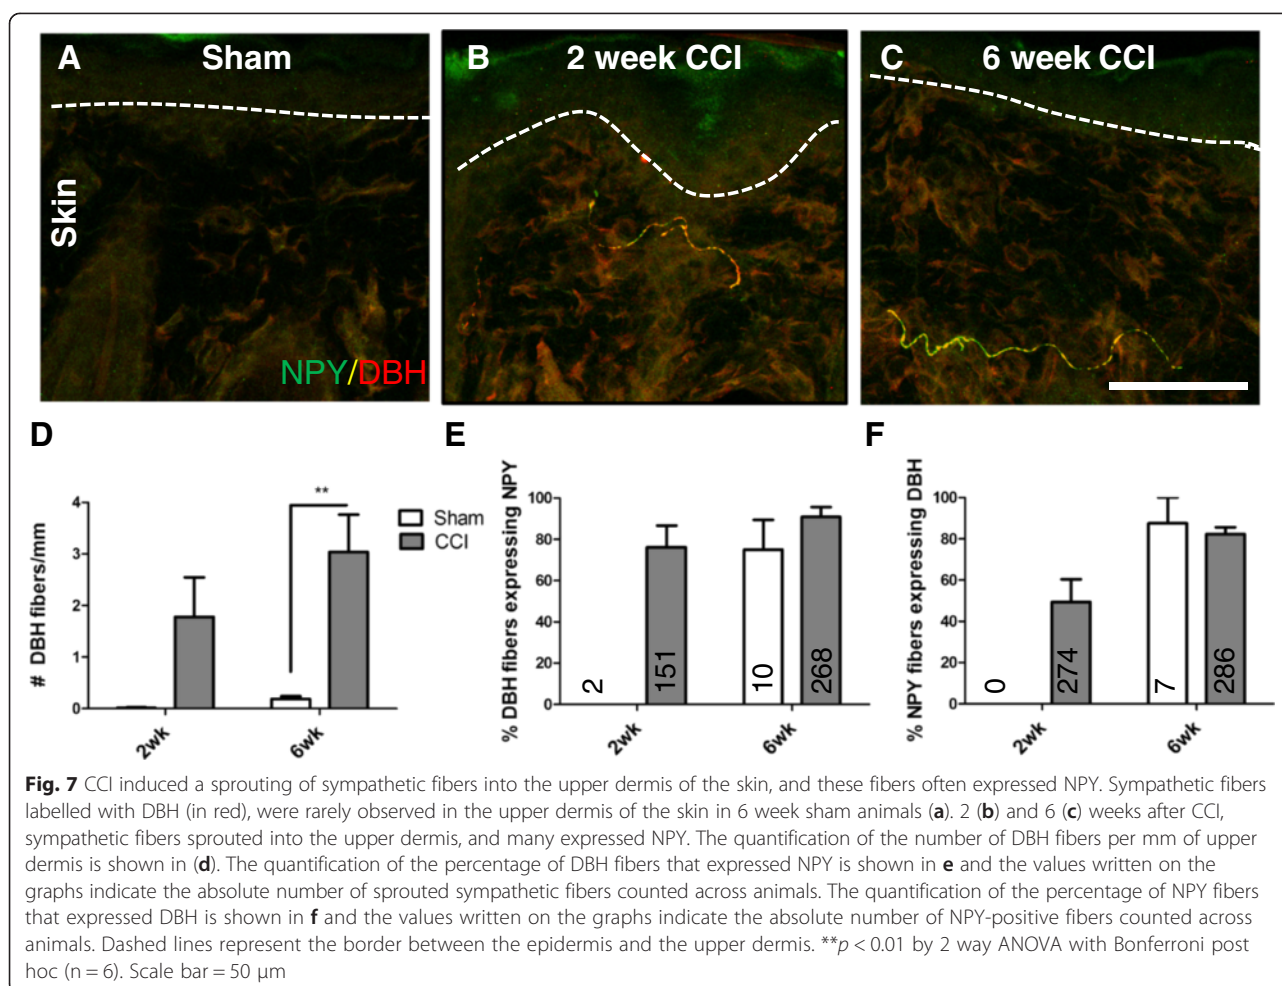 A Sham
B 2 week CCI
C 6 week CCI
Skin
NPY/DBH
D
E
F
# DBH fibers/mm
4
3
2
1
0
2wk
6wk
**
Sham
CCI
% DBH fibers expressing NPY
100
80
60
40
20
0
2
151
10
268
2wk
6wk
% NPY fibers expressing DBH
100
80
60
40
20
0
0
274
7
286
2wk
6wk
Fig. 7 CCI induced a sprouting of sympathetic fibers into the upper dermis of the skin, and these fibers often expressed NPY. Sympathetic fibers
labelled with DBH (in red), were rarely observed in the upper dermis of the skin in 6 week sham animals (a). 2 (b) and 6 (c) weeks after CCI,
sympathetic fibers sprouted into the upper dermis, and many expressed NPY. The quantification of the number of DBH fibers per mm of upper
dermis is shown in (d). The quantification of the percentage of DBH fibers that expressed NPY is shown in e and the values written on the
graphs indicate the absolute number of sprouted sympathetic fibers counted across animals. The quantification of the percentage of NPY fibers
that expressed DBH is shown in f and the values written on the graphs indicate the absolute number of NPY-positive fibers counted across
animals. Dashed lines represent the border between the epidermis and the upper dermis. **p < 0.01 by 2 way ANOVA with Bonferroni post
hoc (n = 6). Scale bar = 50 μm